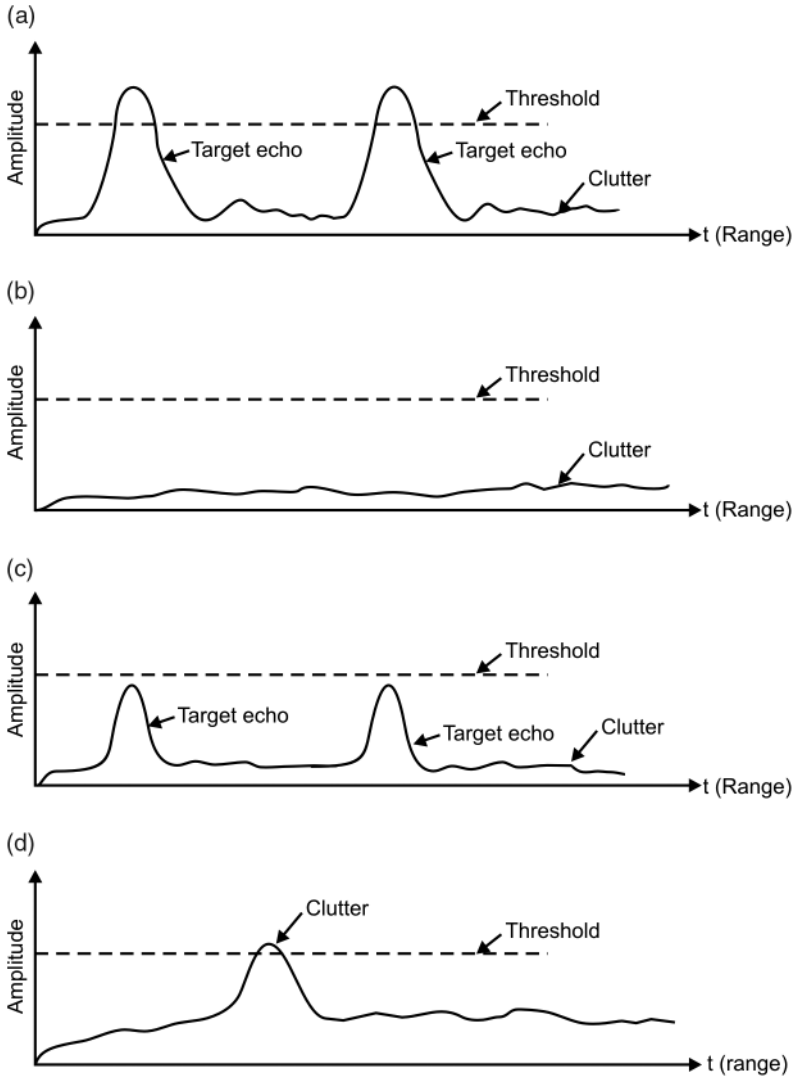 (a)
Amplitude
Threshold
Target echo
Target echo
Clutter
t (Range)
(b)
Amplitude
Threshold
Clutter
t (Range)
(c)
Amplitude
Threshold
Target echo
Target echo
Clutter
t (Range)
(d)
Amplitude
Clutter
Threshold
t (range)